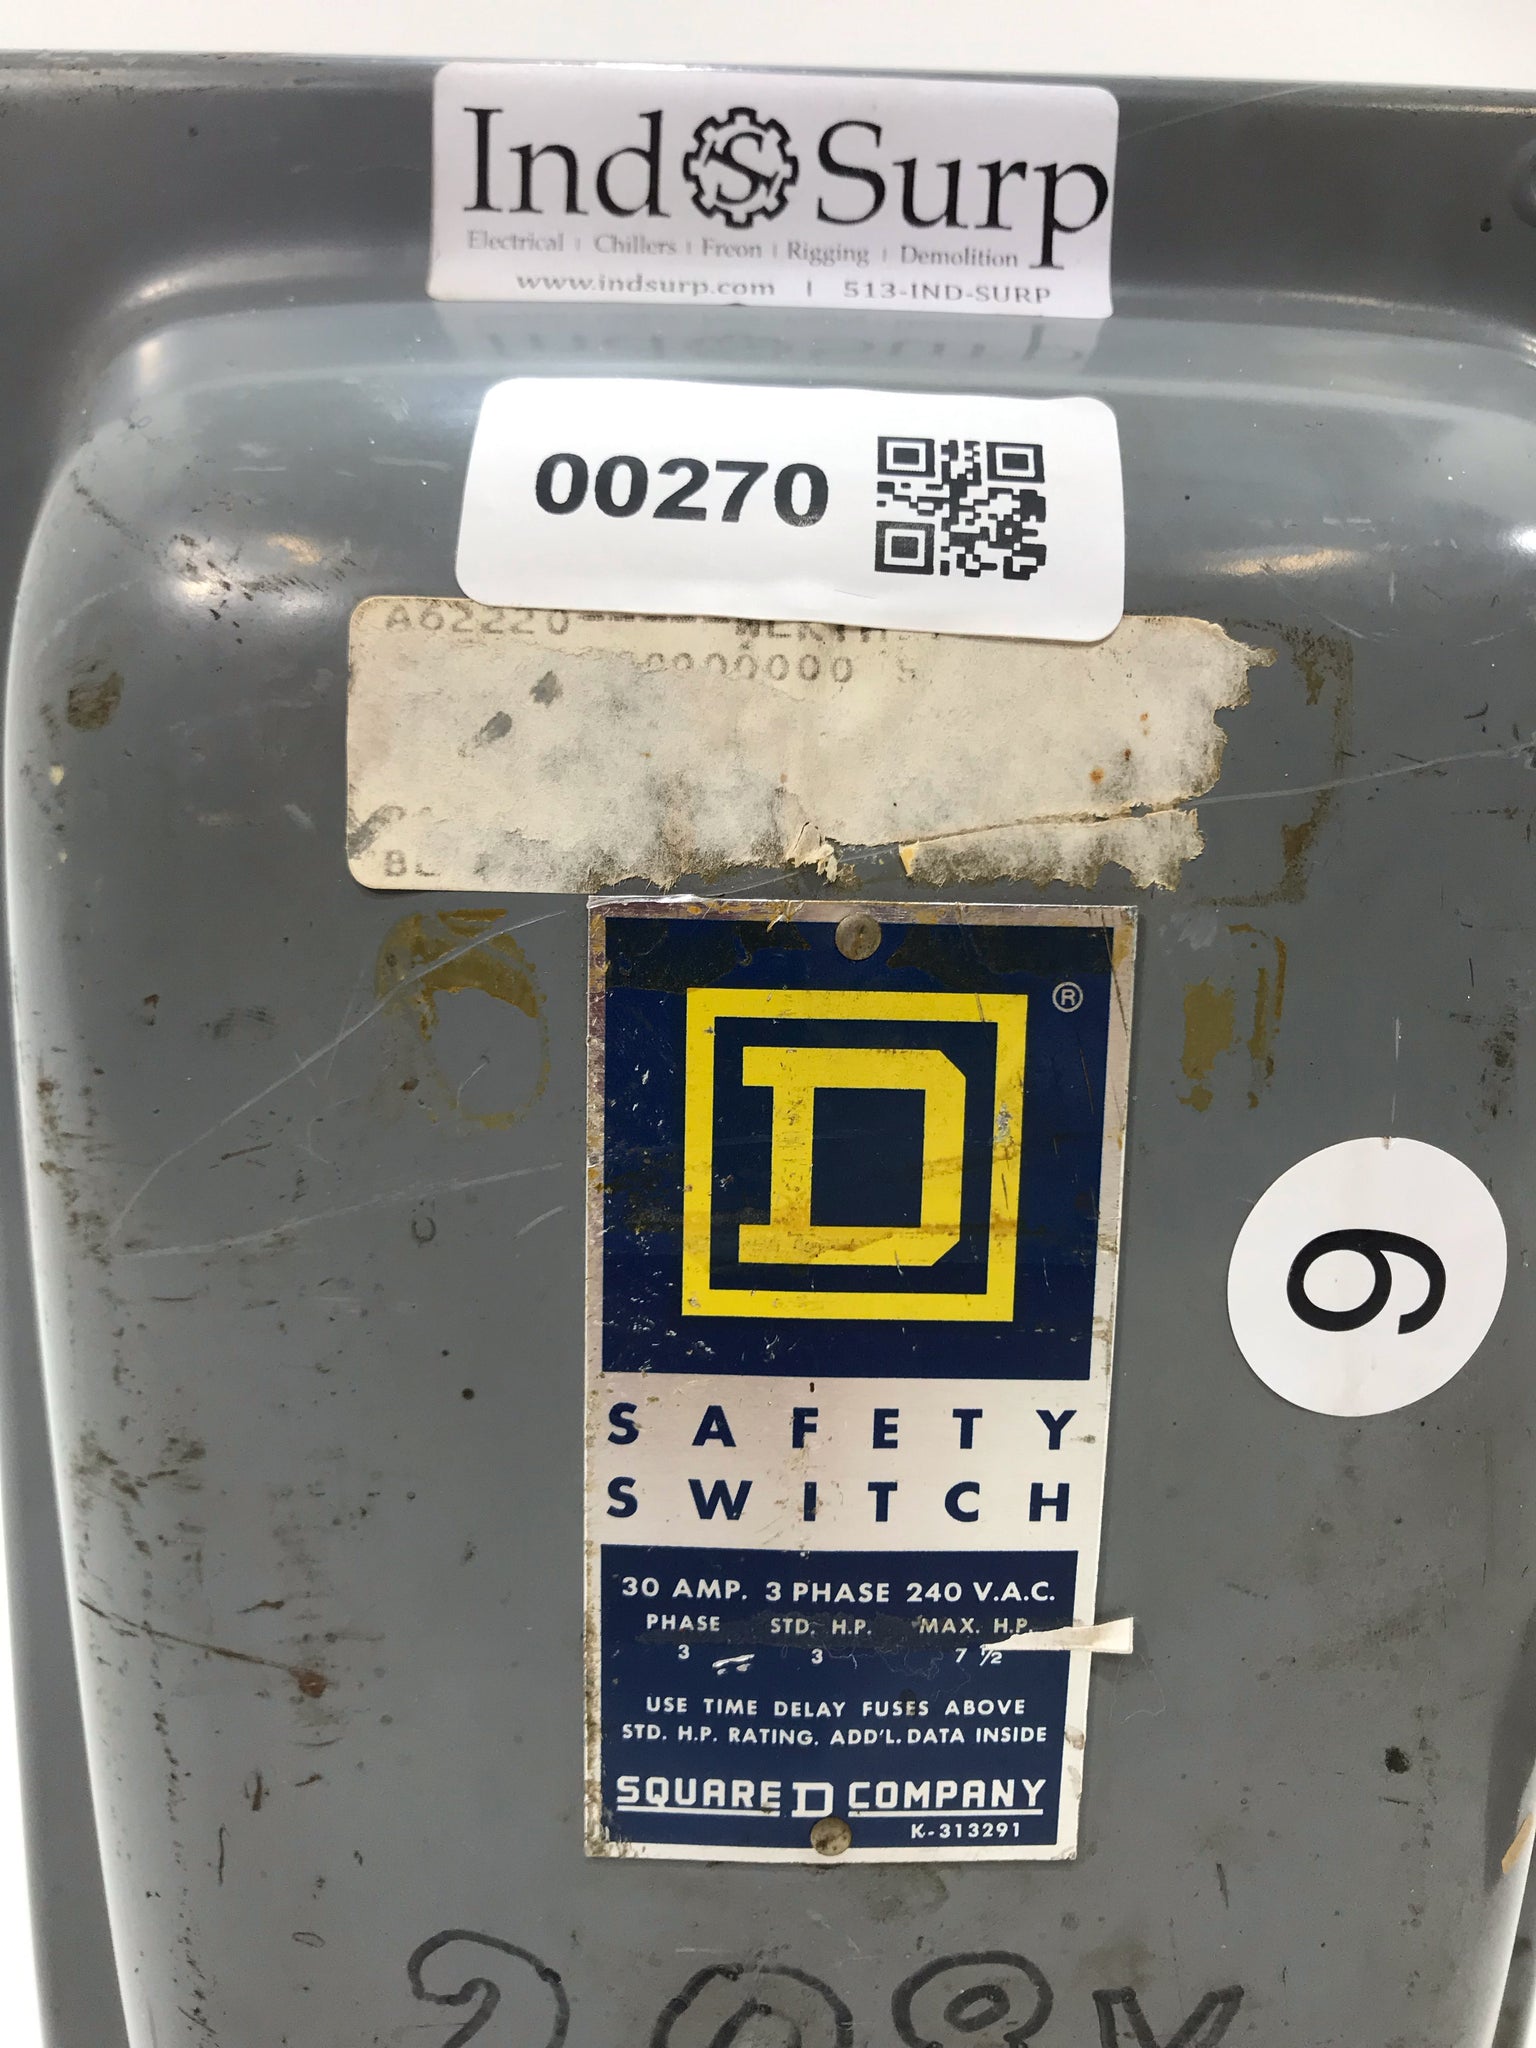 Ind S Surp
Electrical | Chillers | Freon | Rigging | Demolition
www.indsurp.com | 513-IND-SURP
00270
A62220
D
®
6
SAFETY
SWITCH
30 AMP. 3 PHASE 240 V.A.C.
PHASE STD. H.P. MAX. H.P.
3 3 7 1/2
USE TIME DELAY FUSES ABOVE
STD. H.P. RATING. ADD'L. DATA INSIDE
SQUARE D COMPANY
K-313291
208V